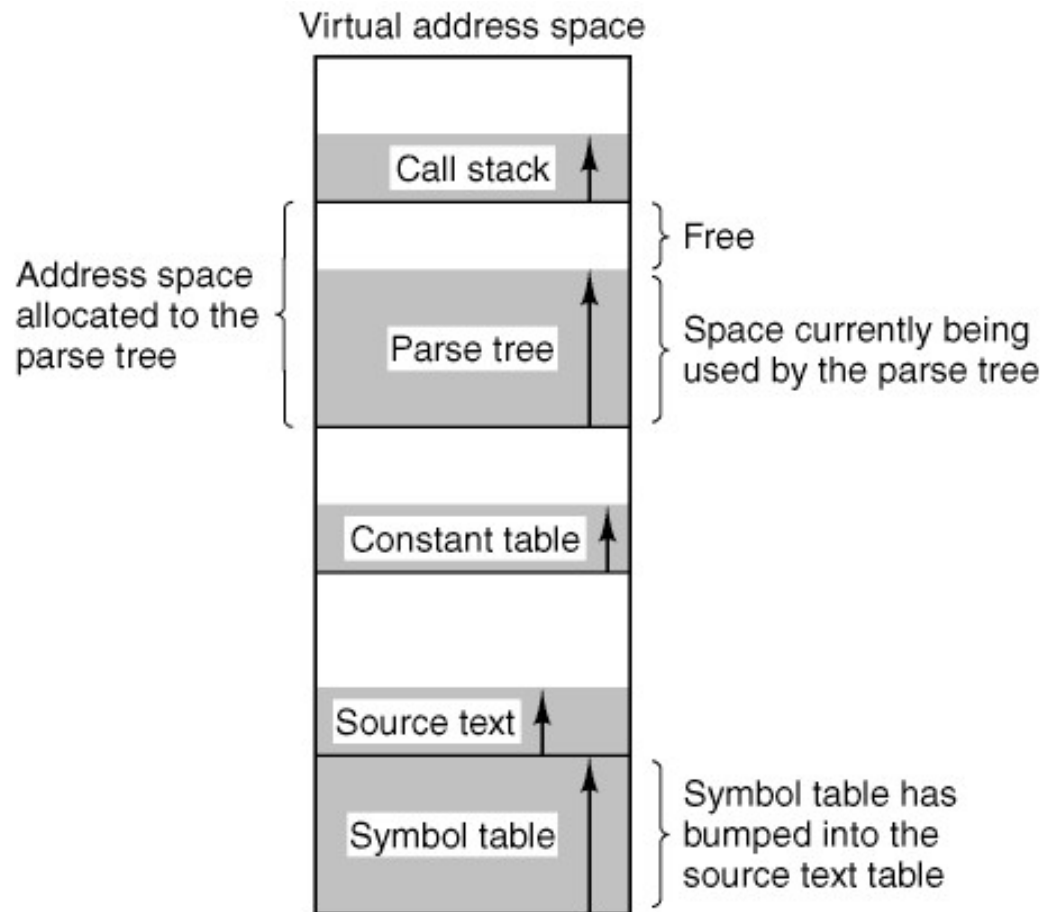 Virtual address space
Call stack
Free
Address space
allocated to the
parse tree
Parse tree
Space currently being
used by the parse tree
Constant table
Source text
Symbol table
Symbol table has
bumped into the
source text table